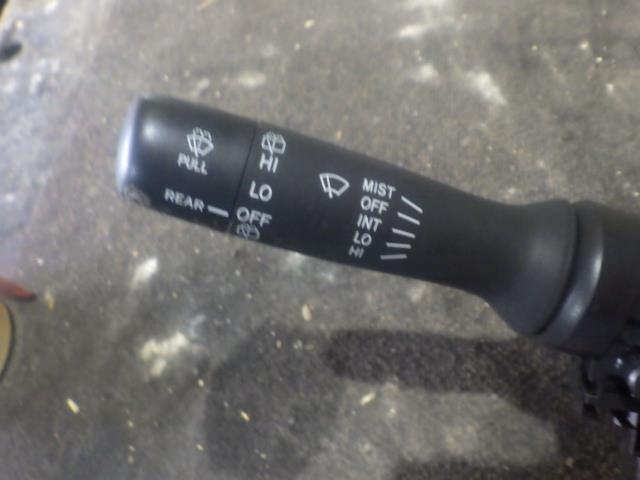 PULL
REAR
HI
LO
OFF
MIST
OFF
INT
LO
HI